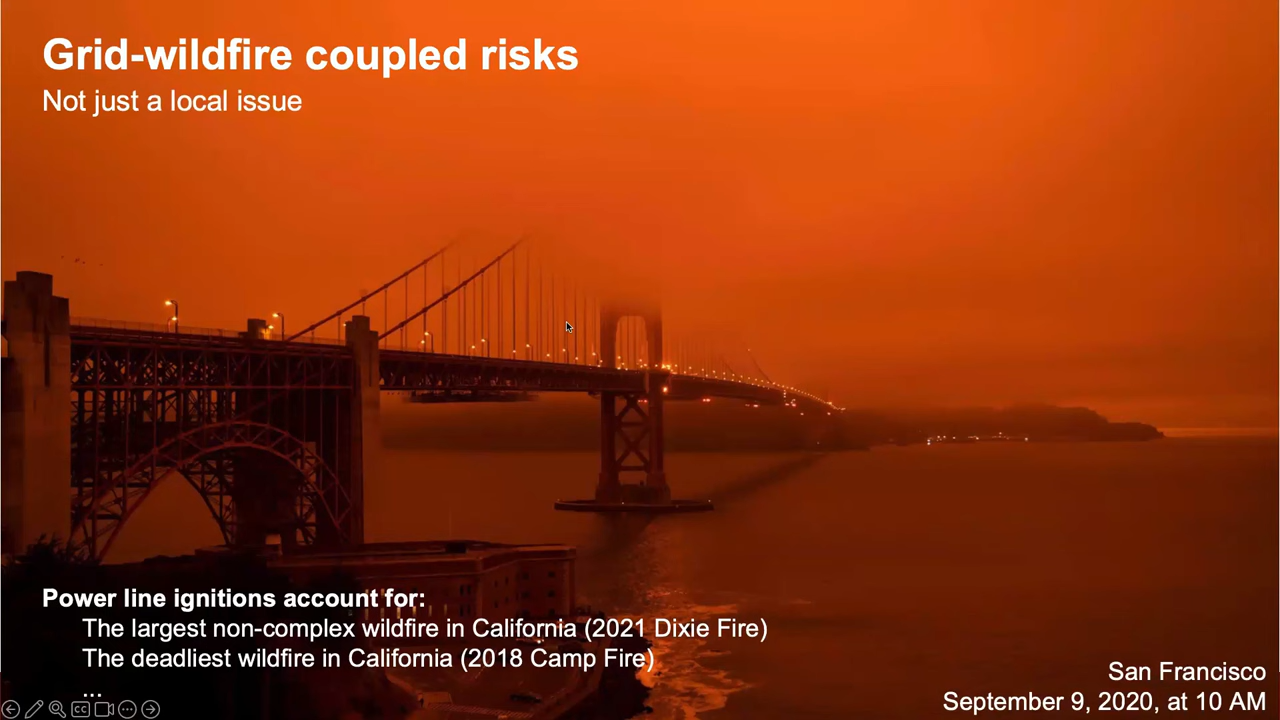 Grid-wildfire coupled risks
Not just a local issue
Power line ignitions account for:
The largest non-complex wildfire in California (2021 Dixie Fire)
The deadliest wildfire in California (2018 Camp Fire)
...
San Francisco
September 9, 2020, at 10 AM
CC